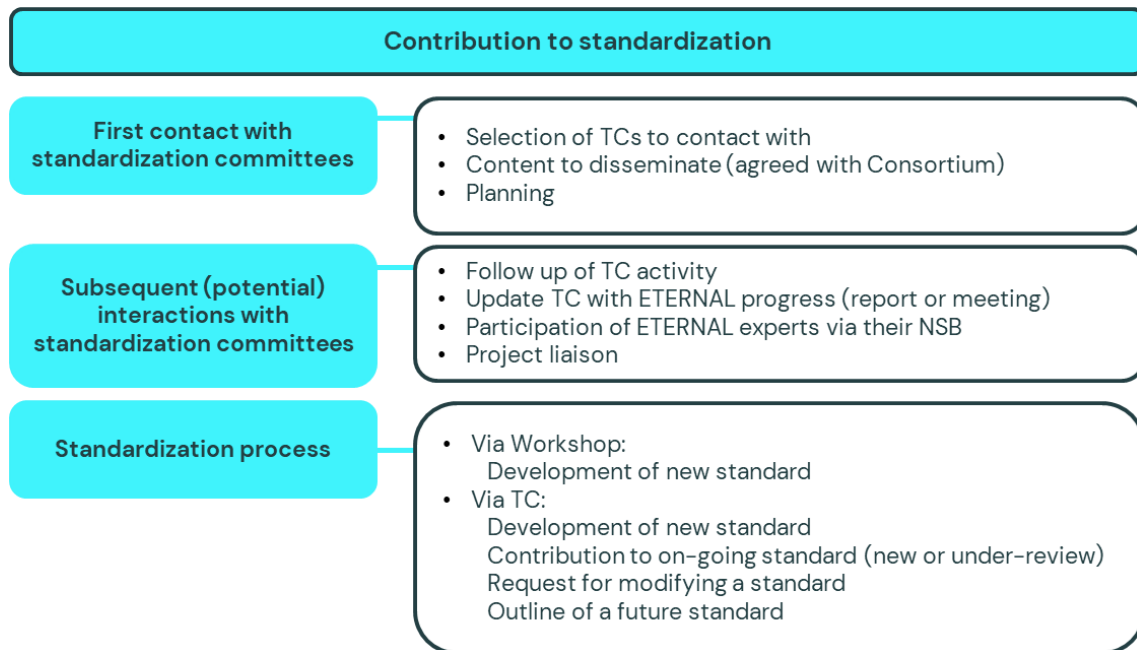 Contribution to standardization
First contact with
standardization committees
• Selection of TCs to contact with
• Content to disseminate (agreed with Consortium)
• Planning
Subsequent (potential)
interactions with
standardization committees
• Follow up of TC activity
• Update TC with ETERNAL progress (report or meeting)
• Participation of ETERNAL experts via their NSB
• Project liaison
Standardization process
• Via Workshop:
Development of new standard
• Via TC:
Development of new standard
Contribution to on-going standard (new or under-review)
Request for modifying a standard
Outline of a future standard